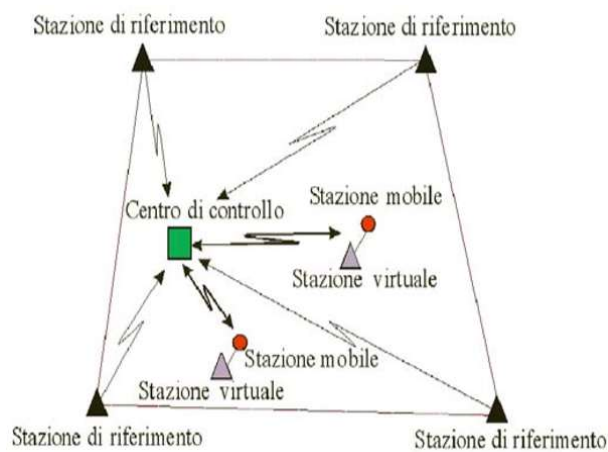 Stazione di riferimento
Stazione di riferimento
Stazione mobile
Centro di controllo
Stazione virtuale
Stazione mobile
Stazione virtuale
Stazione di riferimento
Stazione di riferimento